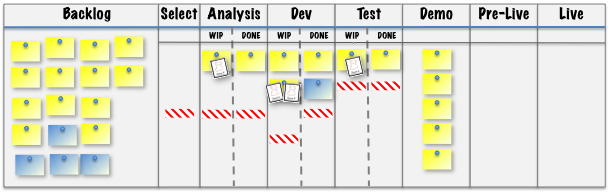 Backlog Select Analysis Dev Test Demo Pre-Live Live
WIP DONE WIP DONE WIP DONE